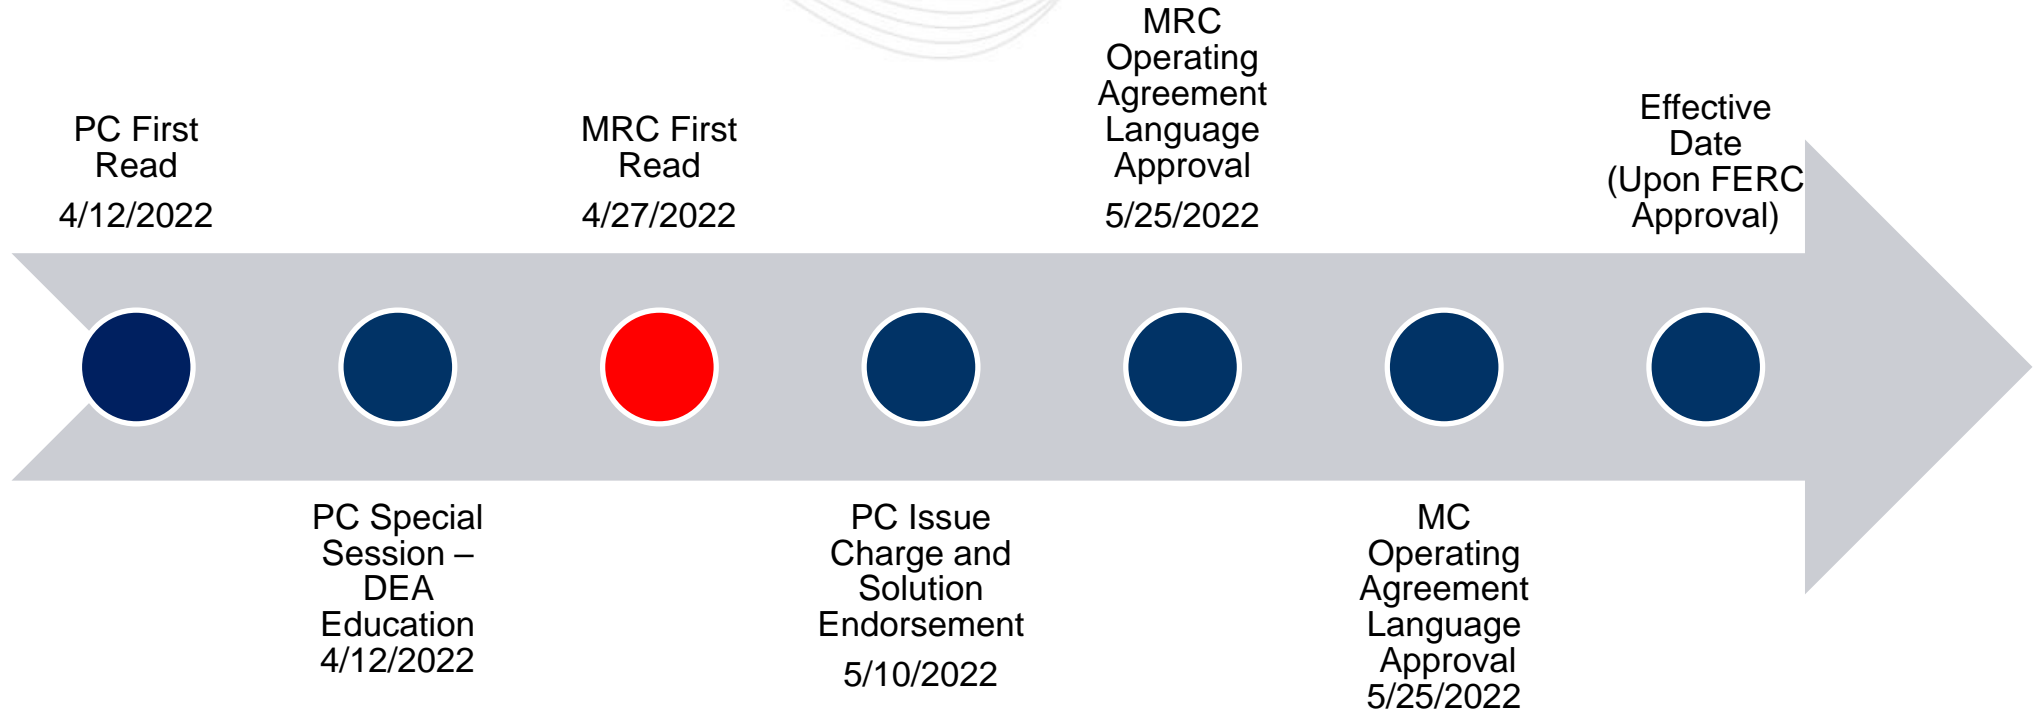 PC First
Read
4/12/2022
PC Special
Session –
DEA
Education
4/12/2022
MRC First
Read
4/27/2022
PC Issue
Charge and
Solution
Endorsement
5/10/2022
MRC
Operating
Agreement
Language
Approval
5/25/2022
MC
Operating
Agreement
Language
Approval
5/25/2022
Effective
Date
(Upon FERC
Approval)